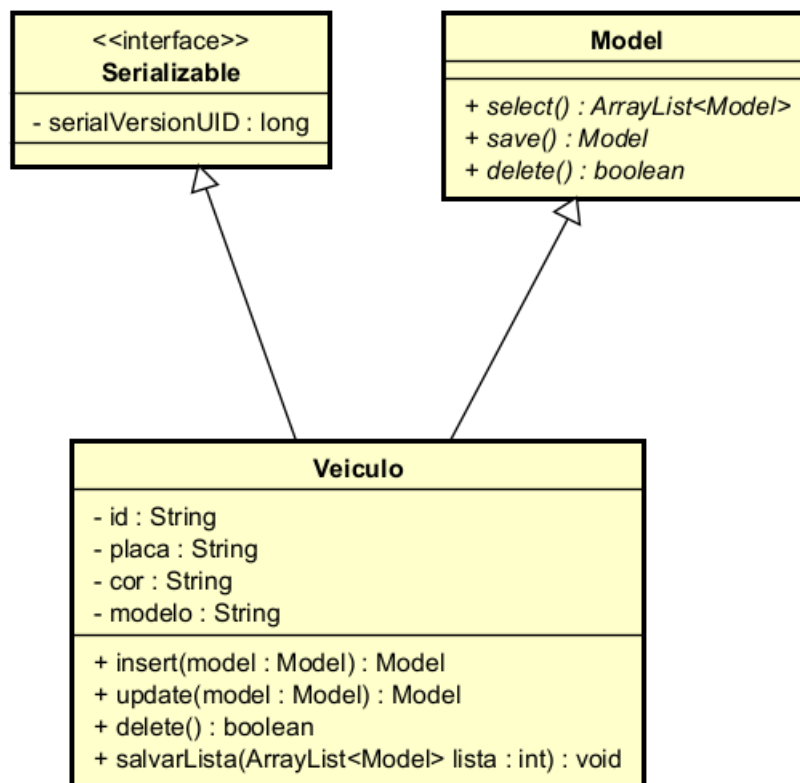 <<interface>>
Serializable
- serialVersionUID : long
Model
+ select() : ArrayList<Model>
+ save() : Model
+ delete() : boolean
Veiculo
- id : String
- placa : String
- cor : String
- modelo : String
+ insert(model : Model) : Model
+ update(model : Model) : Model
+ delete() : boolean
+ salvarLista(ArrayList<Model> lista : int) : void